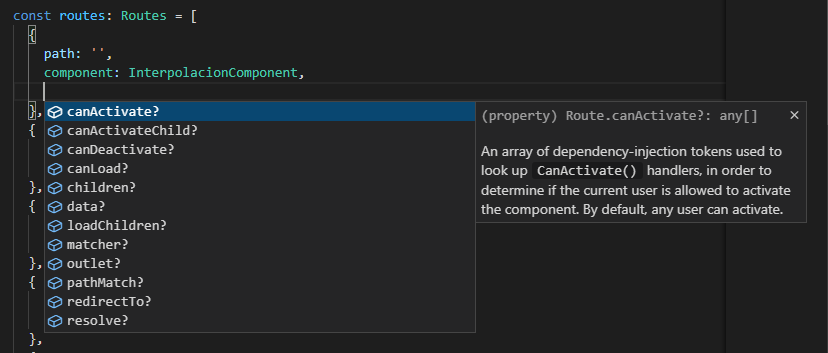 const routes: Routes = [
{
path: '',
component: InterpolacionComponent,
},
canActivate?
{
canActivateChild?
canDeactivate?
canLoad?
},
children?
{
data?
loadChildren?
matcher?
},
outlet?
{
pathMatch?
redirectTo?
resolve?
},
(property) Route.canActivate?: any[]
An array of dependency-injection tokens used to
look up CanActivate() handlers, in order to
determine if the current user is allowed to activate
the component. By default, any user can activate.